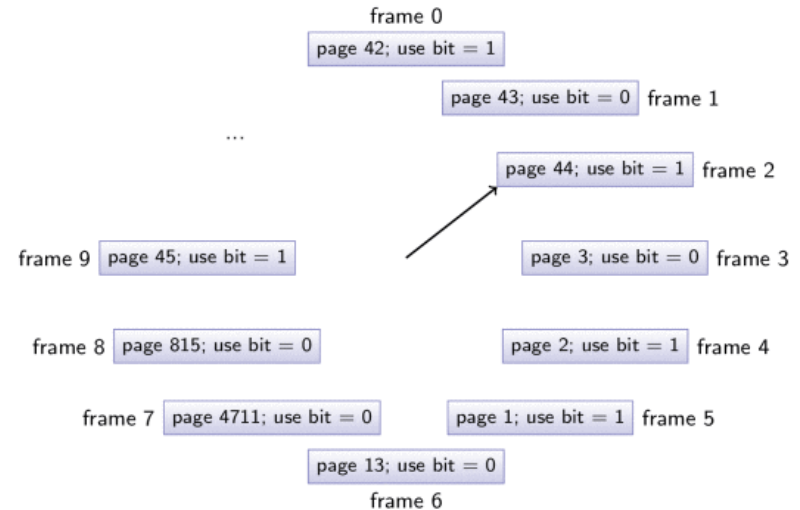 frame 0
page 42; use bit = 1
page 43; use bit = 0 frame 1
...
page 44; use bit = 1 frame 2
frame 9 page 45; use bit = 1
page 3; use bit = 0 frame 3
frame 8 page 815; use bit = 0
page 2; use bit = 1 frame 4
frame 7 page 4711; use bit = 0
page 1; use bit = 1 frame 5
page 13; use bit = 0
frame 6